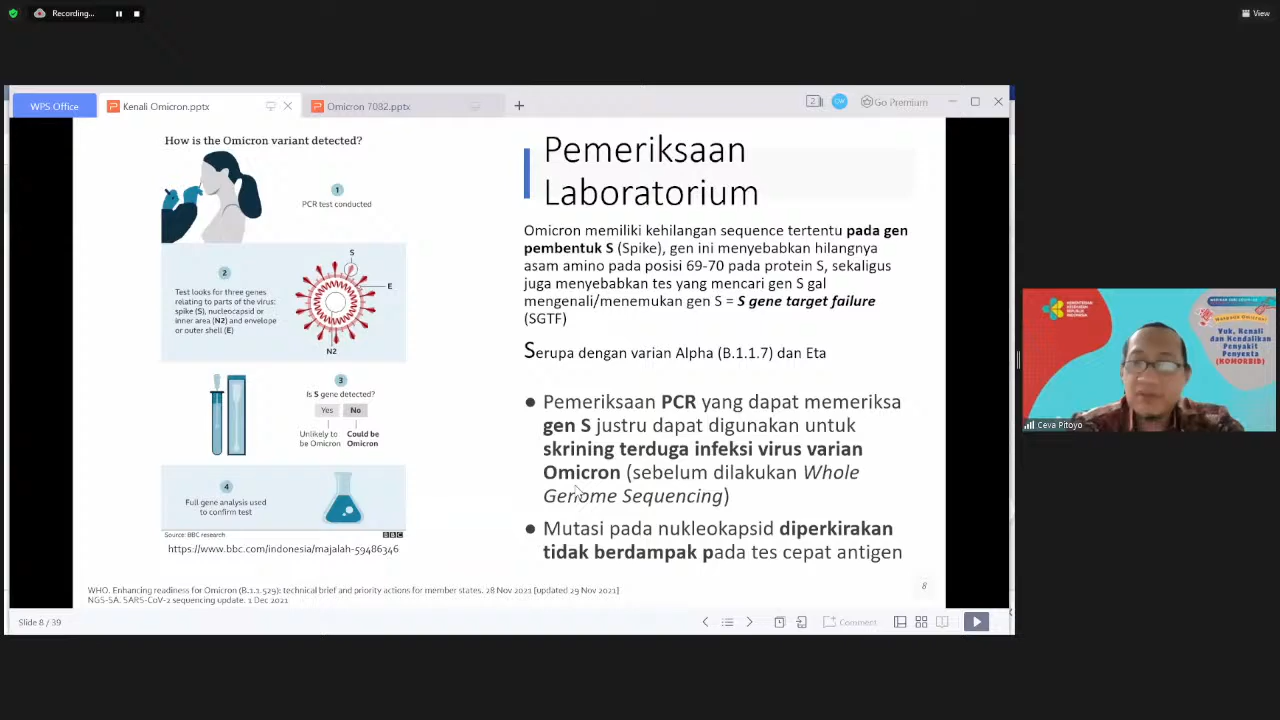 Recording...
View
WPS Office
Kenali Omicron.pptx
Omicron 7082.pptx
Go Premium
How is the Omicron variant detected?
1
PCR test conducted
2
Test looks for three genes
relating to parts of the virus:
spike (S), nucleocapsid or
inner area (N2) and envelope
or outer shell (E)
S
E
N2
3
Is S gene detected?
Yes No
Unlikely to Could be
be Omicron Omicron
4
Full gene analysis used
to confirm test
Source: BBC research
BBC
https://www.bbc.com/indonesia/majalah-59486346
Pemeriksaan
Laboratorium
Omicron memiliki kehilangan sequence tertentu pada gen
pembentuk S (Spike), gen ini menyebabkan hilangnya
asam amino pada posisi 69-70 pada protein S, sekaligus
juga menyebabkan tes yang mencari gen S gal
mengenali/menemukan gen S = S gene target failure
(SGTF)
Serupa dengan varian Alpha (B.1.1.7) dan Eta
● Pemeriksaan PCR yang dapat memeriksa
gen S justru dapat digunakan untuk
skrining terduga infeksi virus varian
Omicron (sebelum dilakukan Whole
Genome Sequencing)
● Mutasi pada nukleokapsid diperkirakan
tidak berdampak pada tes cepat antigen
WHO. Enhancing readiness for Omicron (B.1.1.529): technical brief and priority actions for member states. 28 Nov 2021 [updated 29 Nov 2021]
NGS-SA. SARS-CoV-2 sequencing update. 1 Dec 2021
8
Slide 8 / 39
Comment
KEMENTERIAN
KESEHATAN
REPUBLIK
INDONESIA
Yuk, Kenali
dan Kendalikan
Penyakit
Penyerta
(KOMORBID)
Ceva Pitoyo